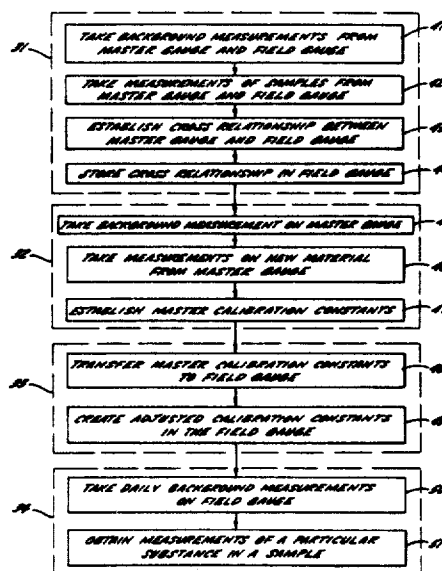 TAKE BACKGROUND MEASUREMENTS FROM
MASTER GAUGE AND FIELD GAUGE
TAKE MEASUREMENTS OF SAMPLES FROM
MASTER GAUGE AND FIELD GAUGE
ESTABLISH CROSS RELATIONSHIP BETWEEN
MASTER GAUGE AND FIELD GAUGE
STORE CROSS RELATIONSHIP IN FIELD GAUGE
31
TAKE BACKGROUND MEASUREMENT ON MASTER GAUGE
TAKE MEASUREMENTS ON NEW MATERIAL
FROM MASTER GAUGE
ESTABLISH MASTER CALIBRATION CONSTANTS
32
TRANSFER MASTER CALIBRATION CONSTANTS
TO FIELD GAUGE
CREATE ADJUSTED CALIBRATION CONSTANTS
IN THE FIELD GAUGE
33
TAKE DAILY BACKGROUND MEASUREMENTS
ON FIELD GAUGE
OBTAIN MEASUREMENTS OF A PARTICULAR
SUBSTANCE IN A SAMPLE
34